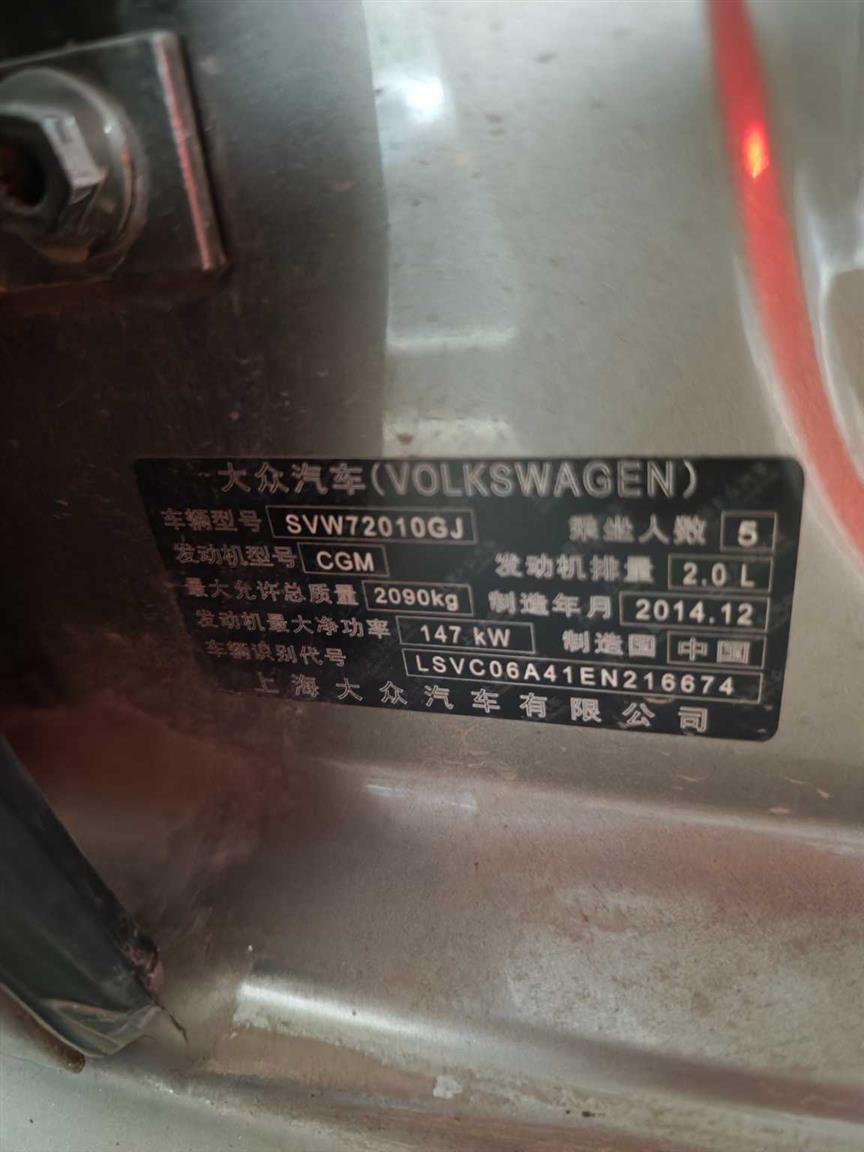 大众汽车(VOLKSWAGEN)
车辆型号 SVW72010GJ 乘坐人数 5
发动机型号 CGM 发动机排量 2.0 L
最大允许总质量 2090kg 制造年月 2014.12
发动机最大净功率 147 kW 制造国 中国
车辆识别代号 LSVC06A41EN216674
上海大众汽车有限公司